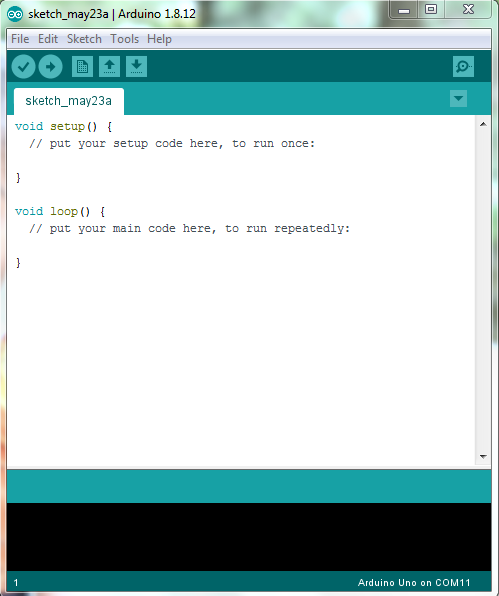 sketch_may23a | Arduino 1.8.12
File Edit Sketch Tools Help
sketch_may23a
void setup() {
  // put your setup code here, to run once:
}
void loop() {
  // put your main code here, to run repeatedly:
}
1 Arduino Uno on COM11